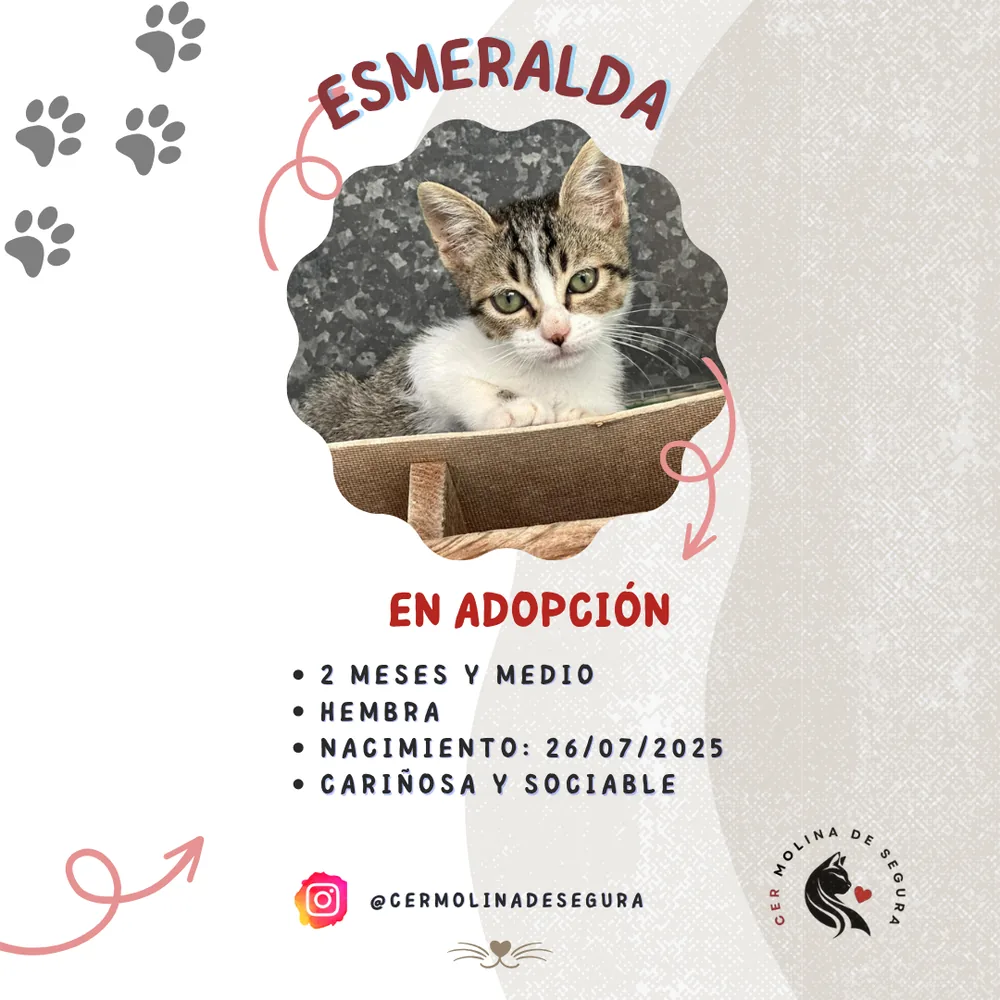 ESMERALDA
EN ADOPCIÓN
• 2 MESES Y MEDIO
• HEMBRA
• NACIMIENTO: 26/07/2025
• CARIÑOSA Y SOCIABLE
@CERMOLINADESEGURA
CER MOLINA DE SEGURA